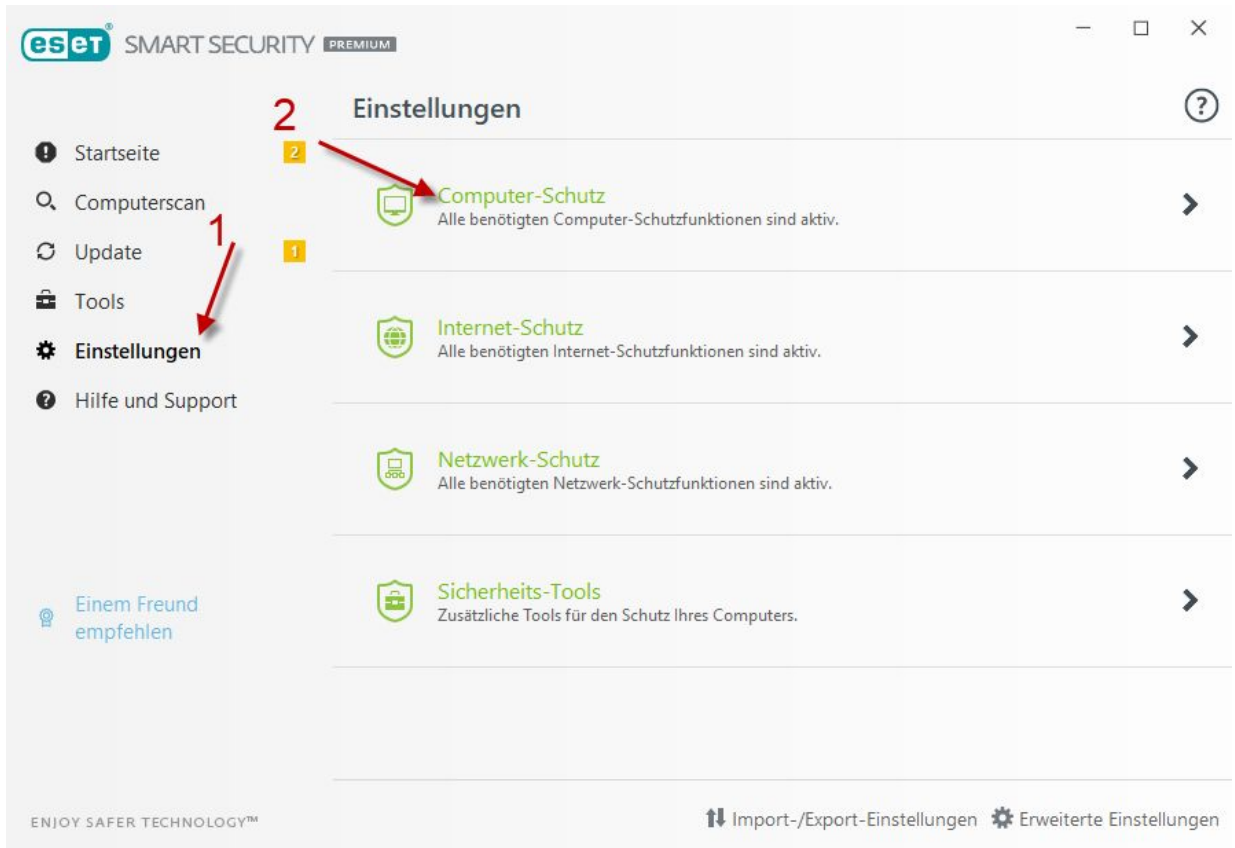 eset® SMART SECURITY PREMIUM
Einstellungen
?
1
2
Startseite 2
Computerscan
Update 1
Tools
Einstellungen
Hilfe und Support
Einem Freund
empfehlen
Computer-Schutz
Alle benötigten Computer-Schutzfunktionen sind aktiv.
Internet-Schutz
Alle benötigten Internet-Schutzfunktionen sind aktiv.
Netzwerk-Schutz
Alle benötigten Netzwerk-Schutzfunktionen sind aktiv.
Sicherheits-Tools
Zusätzliche Tools für den Schutz Ihres Computers.
ENJOY SAFER TECHNOLOGY™
Import-/Export-Einstellungen Erweiterte Einstellungen